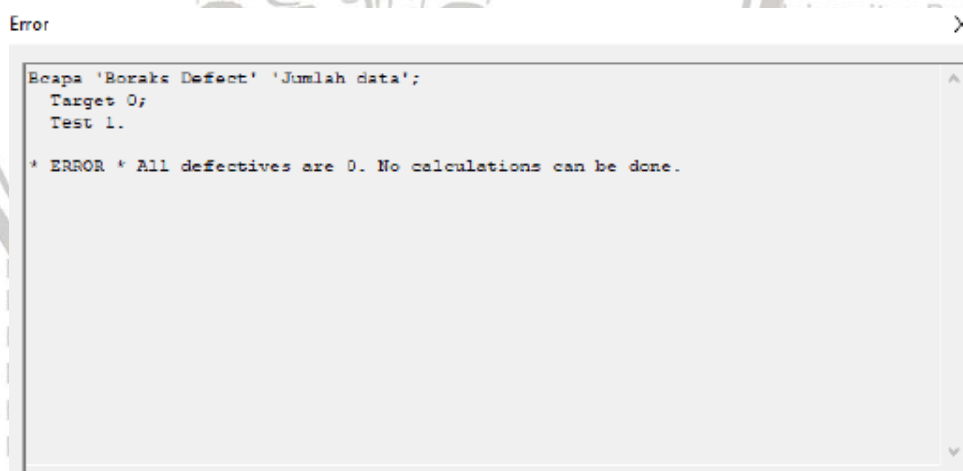 Error
Bcapa 'Boraks Defect' 'Jumlah data';
Target 0;
Test 1.
* ERROR * All defectives are 0. No calculations can be done.